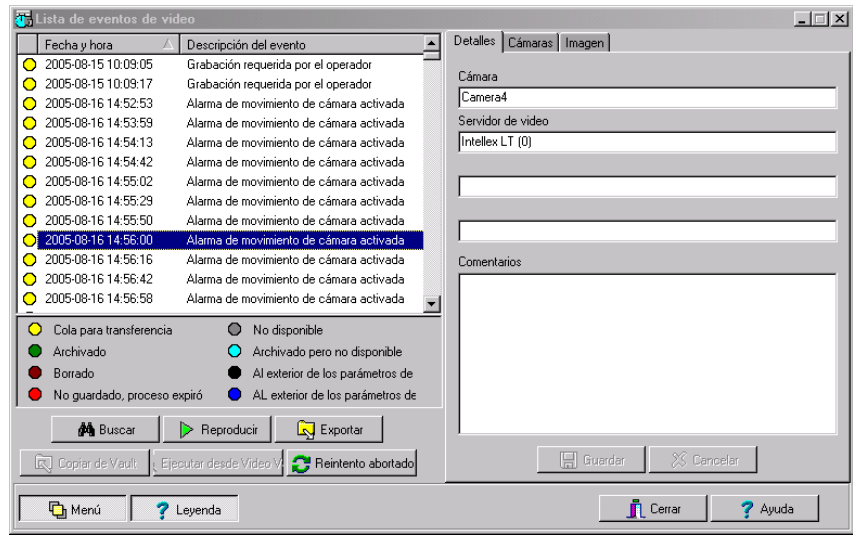 Lista de eventos de video
Fecha y hora Descripción del evento
2005-08-15 10:09:05 Grabación requerida por el operador
2005-08-15 10:09:17 Grabación requerida por el operador
2005-08-16 14:52:53 Alarma de movimiento de cámara activada
2005-08-16 14:53:59 Alarma de movimiento de cámara activada
2005-08-16 14:54:13 Alarma de movimiento de cámara activada
2005-08-16 14:54:42 Alarma de movimiento de cámara activada
2005-08-16 14:55:02 Alarma de movimiento de cámara activada
2005-08-16 14:55:29 Alarma de movimiento de cámara activada
2005-08-16 14:55:50 Alarma de movimiento de cámara activada
2005-08-16 14:56:00 Alarma de movimiento de cámara activada
2005-08-16 14:56:16 Alarma de movimiento de cámara activada
2005-08-16 14:56:42 Alarma de movimiento de cámara activada
2005-08-16 14:56:58 Alarma de movimiento de cámara activada
Cola para transferencia No disponible
Archivado Archivado pero no disponible
Borrado Al exterior de los parámetros de
No guardado, proceso expiró AL exterior de los parámetros de
Buscar Reproducir Exportar
Copiar de Vault Ejecutar desde Video V Reintento abortado
Detalles Cámaras Imagen
Cámara
Camera4
Servidor de video
Intellex LT (0)
Comentarios
Guardar Cancelar
Menú Leyenda Cerrar Ayuda